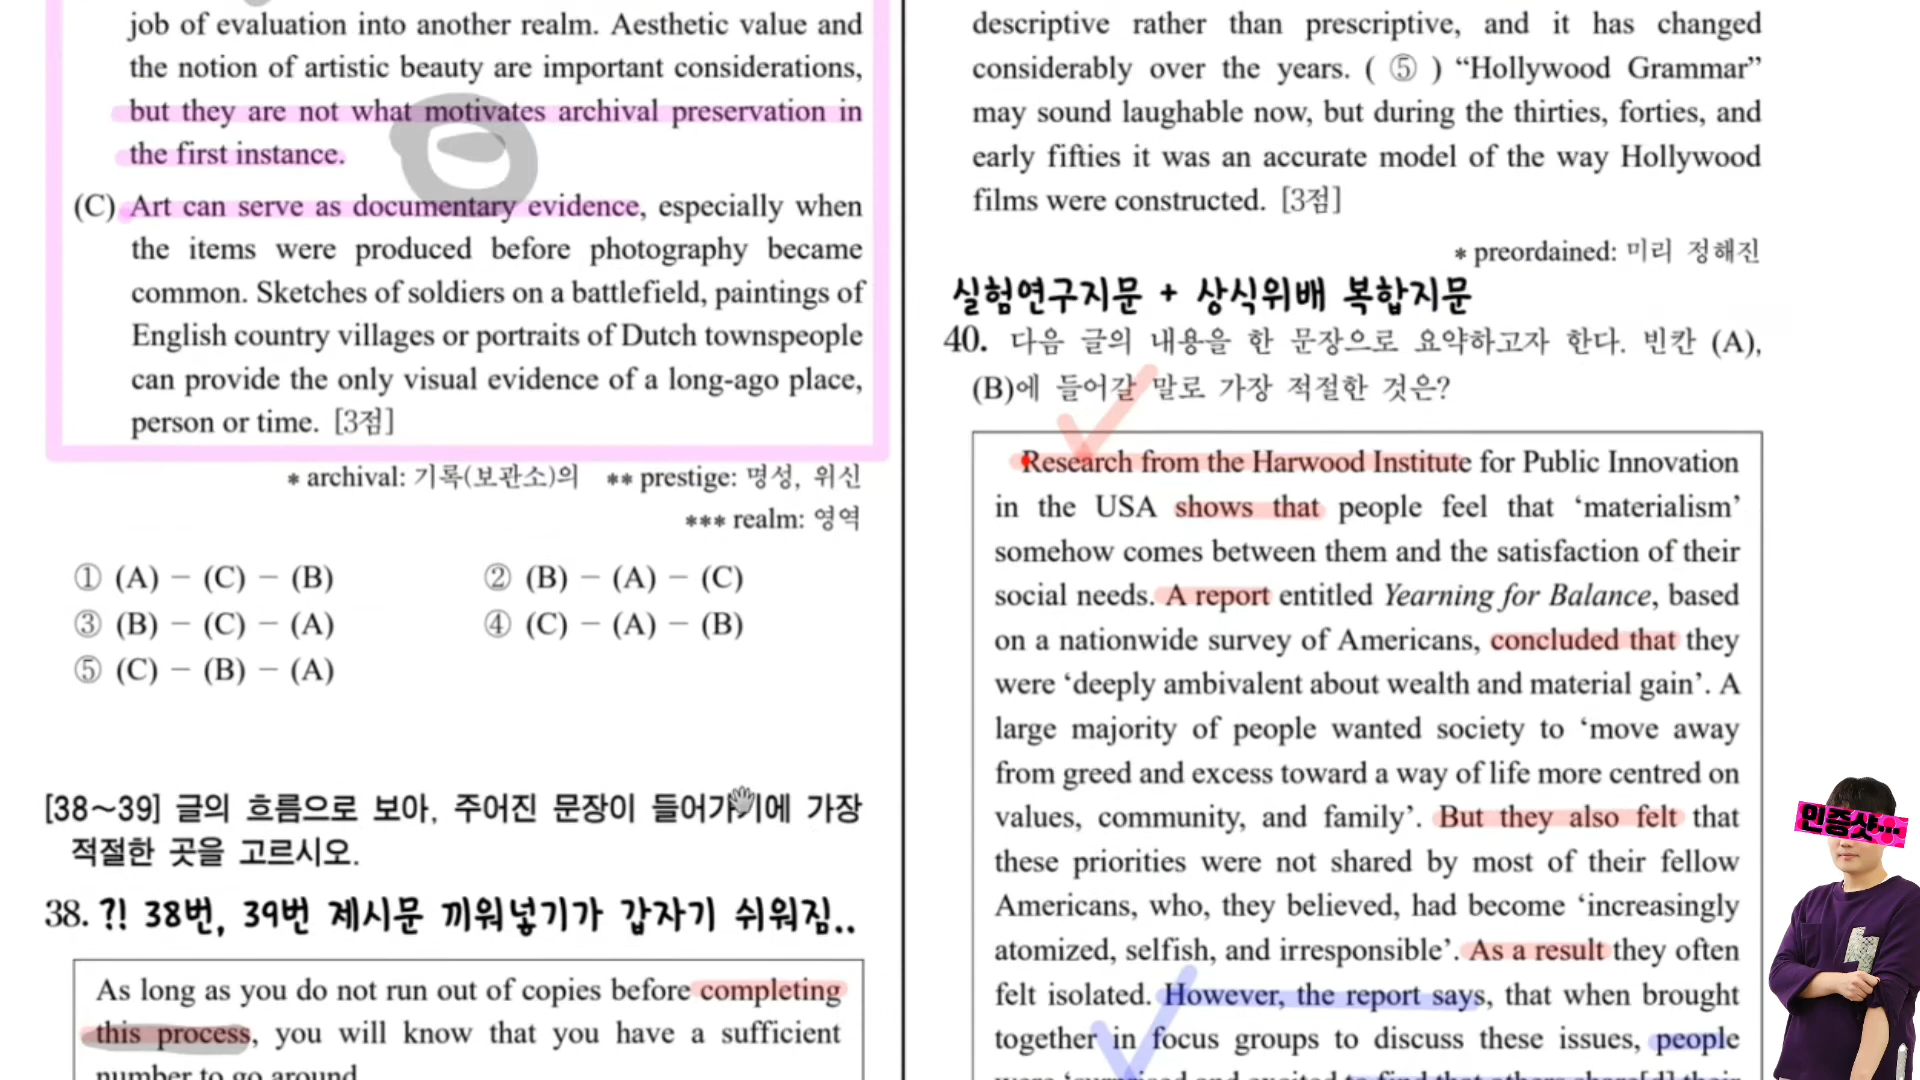 job of evaluation into another realm. Aesthetic value and
the notion of artistic beauty are important considerations,
but they are not what motivates archival preservation in
the first instance.
(C) Art can serve as documentary evidence, especially when
the items were produced before photography became
common. Sketches of soldiers on a battlefield, paintings of
English country villages or portraits of Dutch townspeople
can provide the only visual evidence of a long-ago place,
person or time. [3점]
* archival: 기록(보관소)의 ** prestige: 명성, 위신
*** realm: 영역
① (A) - (C) - (B) ② (B) - (A) - (C)
③ (B) - (C) - (A) ④ (C) - (A) - (B)
⑤ (C) - (B) - (A)
[38~39] 글의 흐름으로 보아, 주어진 문장이 들어가기에 가장
적절한 곳을 고르시오.
38. ?! 38번, 39번 제시문 끼워넣기가 갑자기 쉬워짐..
As long as you do not run out of copies before completing
this process, you will know that you have a sufficient
number to go around.
descriptive rather than prescriptive, and it has changed
considerably over the years. ( ⑤ ) “Hollywood Grammar”
may sound laughable now, but during the thirties, forties, and
early fifties it was an accurate model of the way Hollywood
films were constructed. [3점]
* preordained: 미리 정해진
실험연구지문 + 상식위배 복합지문
40. 다음 글의 내용을 한 문장으로 요약하고자 한다. 빈칸 (A),
(B)에 들어갈 말로 가장 적절한 것은?
Research from the Harwood Institute for Public Innovation
in the USA shows that people feel that ‘materialism’
somehow comes between them and the satisfaction of their
social needs. A report entitled Yearning for Balance, based
on a nationwide survey of Americans, concluded that they
were ‘deeply ambivalent about wealth and material gain’. A
large majority of people wanted society to ‘move away
from greed and excess toward a way of life more centred on
values, community, and family’. But they also felt that
these priorities were not shared by most of their fellow
Americans, who, they believed, had become ‘increasingly
atomized, selfish, and irresponsible’. As a result they often
felt isolated. However, the report says, that when brought
together in focus groups to discuss these issues, people
were ‘surprised and excited to find that others share[d] their
인증샷...